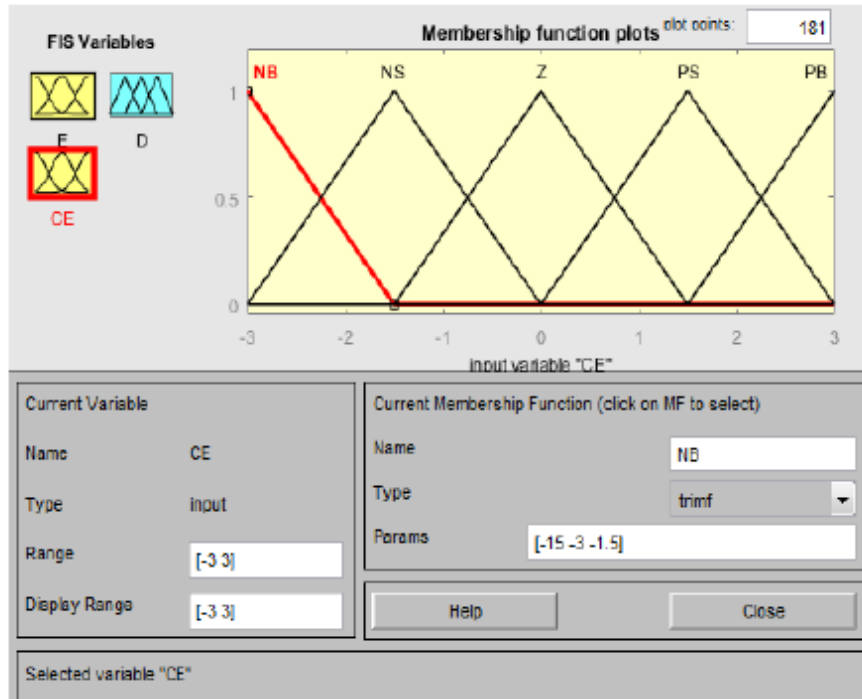 FIS Variables
E
D
CE
Membership function plots
plot points:
181
NB
NS
Z
PS
PB
1
0.5
0
-3
-2
-1
0
1
2
3
input variable "CE"
Current Variable
Name
CE
Type
input
Range
[-3 3]
Display Range
[-3 3]
Current Membership Function (click on MF to select)
Name
NB
Type
trimf
Params
[-15 -3 -1.5]
Help
Close
Selected variable "CE"